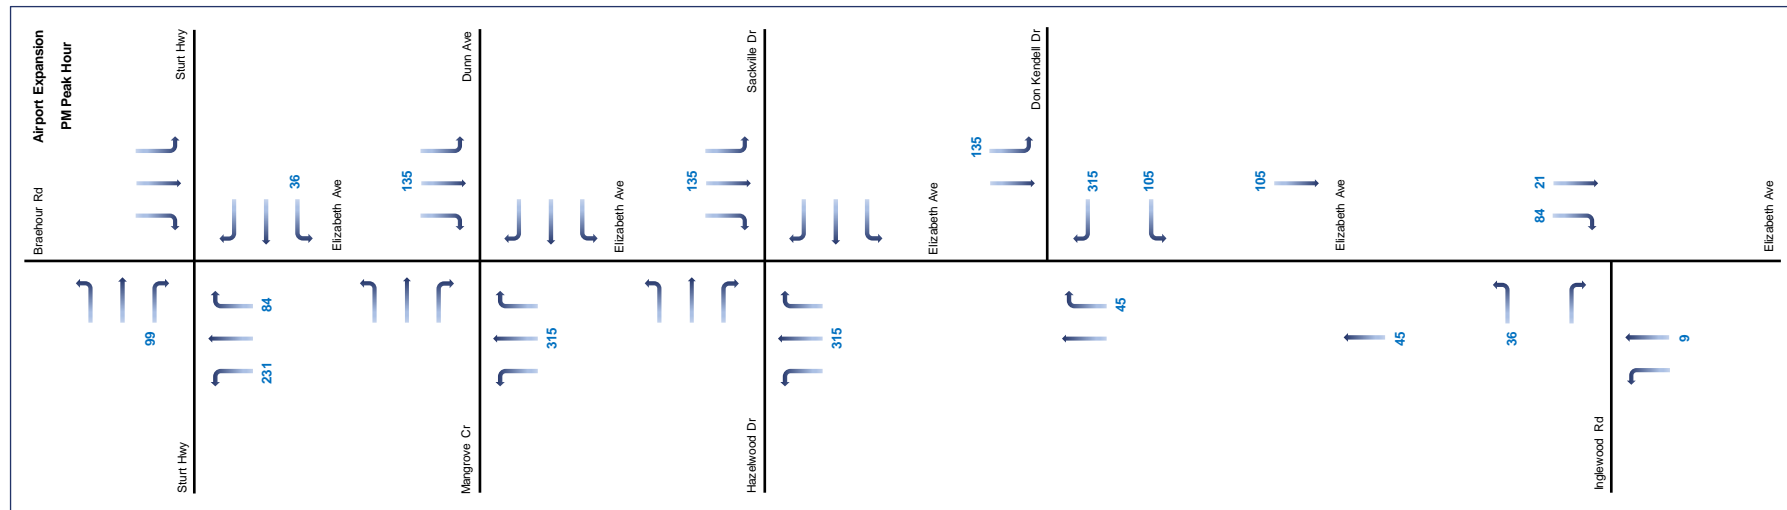 Airport Expansion
PM Peak Hour
Braehour Rd
Sturt Hwy
Sturt Hwy
99
36
84
231
Elizabeth Ave
Dunn Ave
Mangrove Cr
135
315
Elizabeth Ave
Sackville Dr
Hazelwood Dr
135
315
Elizabeth Ave
Don Kendell Dr
135
315
105
45
105
45
Elizabeth Ave
21
84
36
Inglewood Rd
9
Elizabeth Ave